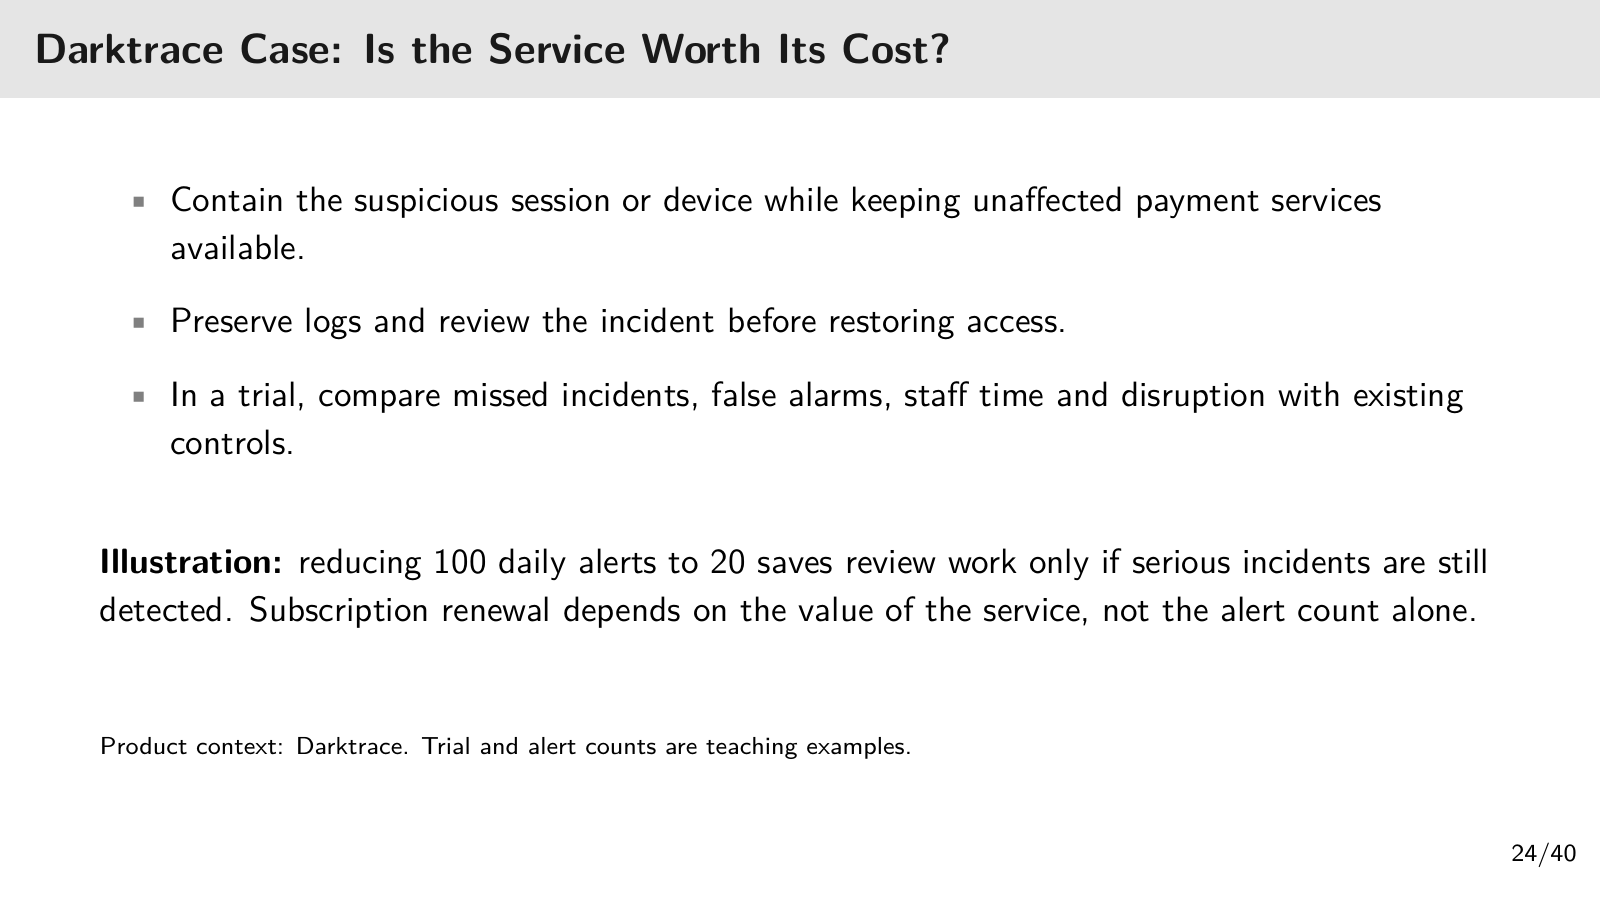 Darktrace Case: Is the Service Worth Its Cost?
Contain the suspicious session or device while keeping unaffected payment services
available.
Preserve logs and review the incident before restoring access.
In a trial, compare missed incidents, false alarms, staff time and disruption with existing
controls.
Illustration: reducing 100 daily alerts to 20 saves review work only if serious incidents are still
detected. Subscription renewal depends on the value of the service, not the alert count alone.
Product context: Darktrace. Trial and alert counts are teaching examples.
24/40